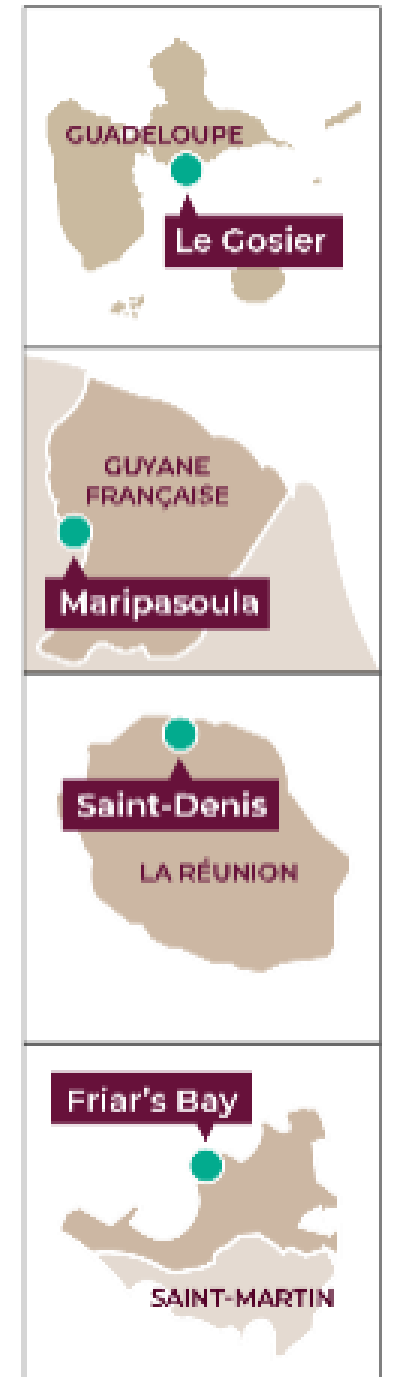 GUADELOUPE
Le Gosier
GUYANE
FRANÇAISE
Maripasoula
Saint-Denis
LA RÉUNION
Friar's Bay
SAINT-MARTIN